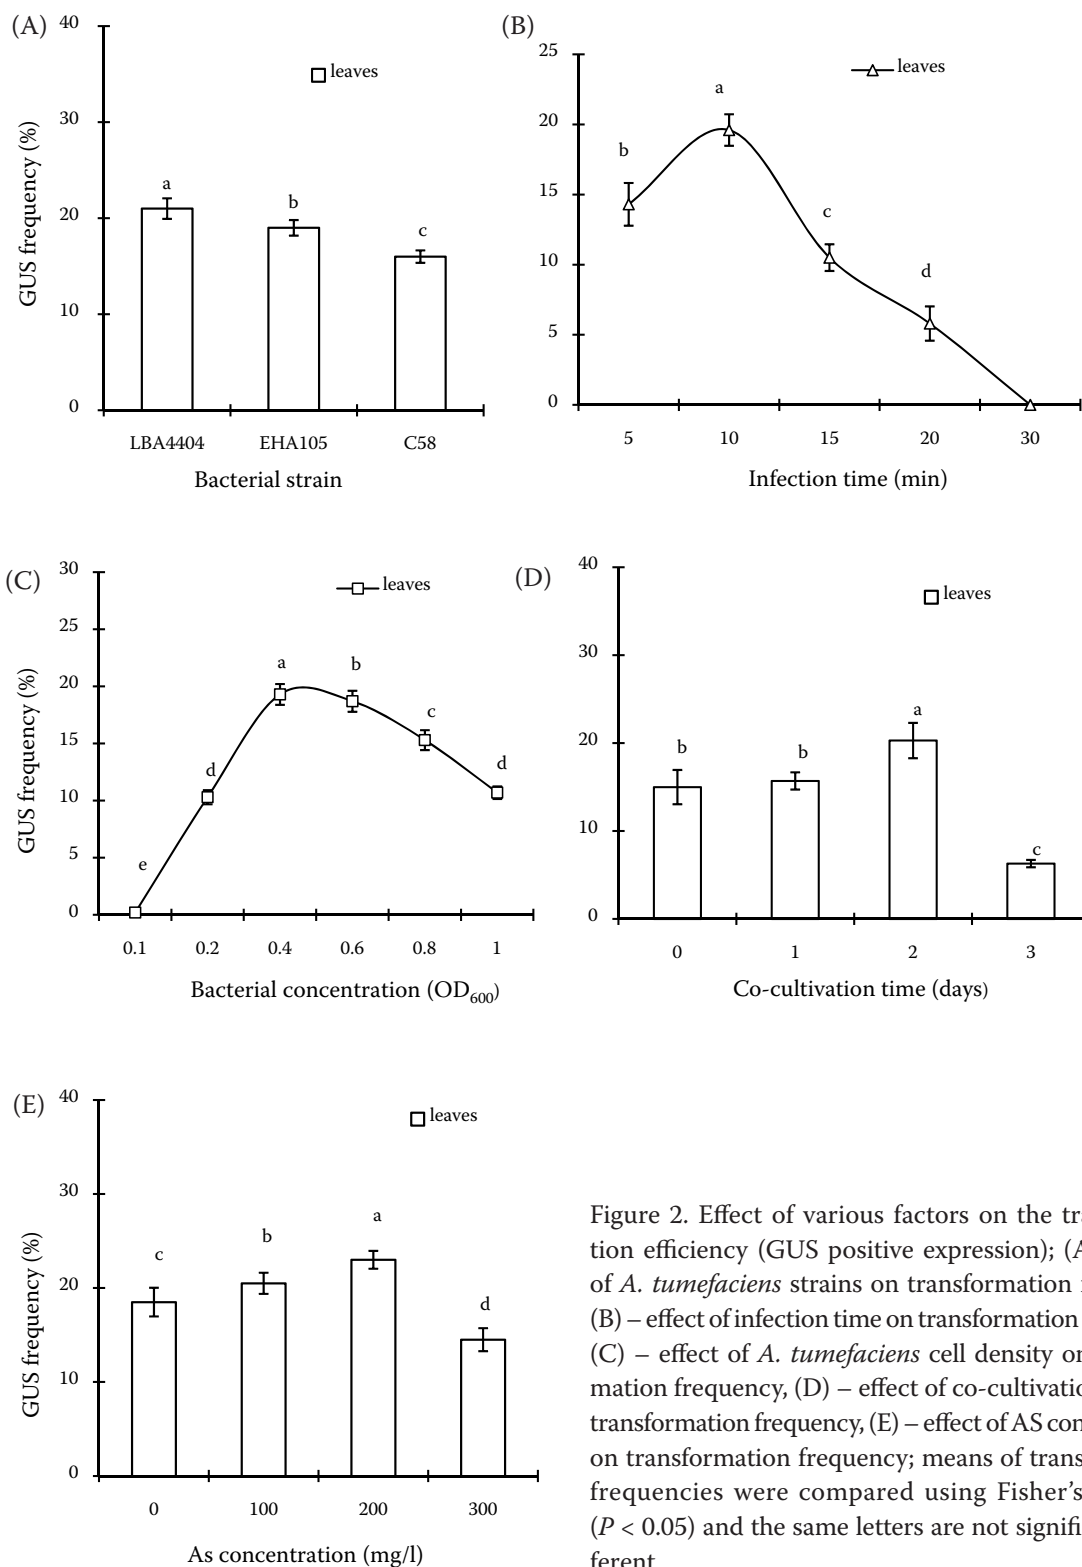 (A)
40
30
20
10
0
GUS frequency (%)
leaves
a
b
c
LBA4404 EHA105 C58
Bacterial strain
(B)
25
20
15
10
5
0
leaves
b
a
c
d
5 10 15 20 30
Infection time (min)
(C)
30
25
20
15
10
5
0
GUS frequency (%)
leaves
e
d
a
b
c
d
0.1 0.2 0.4 0.6 0.8 1
Bacterial concentration (OD600)
(D)
40
30
20
10
0
leaves
b
b
a
c
0 1 2 3
Co-cultivation time (days)
(E)
40
30
20
10
0
GUS frequency (%)
leaves
c
b
a
d
0 100 200 300
As concentration (mg/l)
Figure 2. Effect of various factors on the tra
tion efficiency (GUS positive expression); (A
of A. tumefaciens strains on transformation
(B) – effect of infection time on transformation
(C) – effect of A. tumefaciens cell density on
mation frequency, (D) – effect of co-cultivatio
transformation frequency, (E) – effect of AS con
on transformation frequency; means of trans
frequencies were compared using Fisher's
(P < 0.05) and the same letters are not signifi
ferent